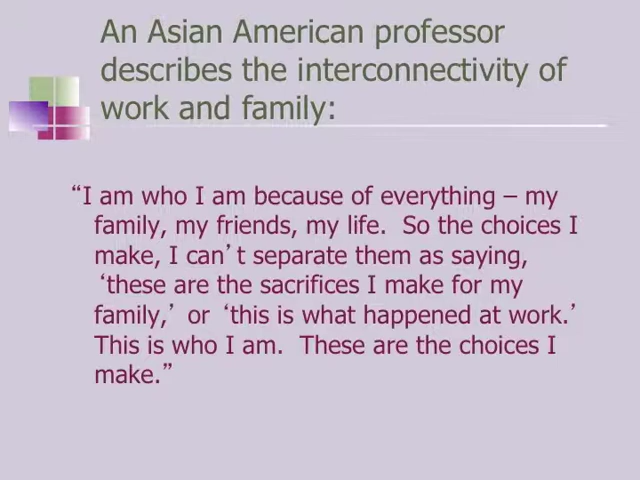 An Asian American professor
describes the interconnectivity of
work and family:
“I am who I am because of everything – my
family, my friends, my life.  So the choices I
make, I can’t separate them as saying,
‘these are the sacrifices I make for my
family,’ or ‘this is what happened at work.’
This is who I am.  These are the choices I
make.”